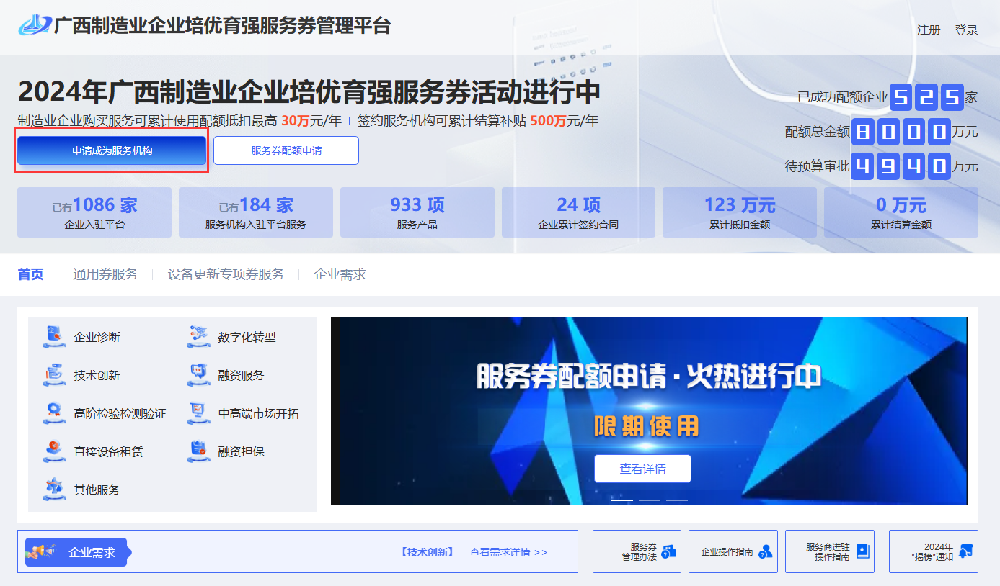 广西制造业企业培优育强服务券管理平台
注册 登录
2024年广西制造业企业培优育强服务券活动进行中
制造业企业购买服务可累计使用配额抵扣最高 30万元/年 | 签约服务机构可累计结算补贴 500万元/年
申请成为服务机构 服务券配额申请
已成功配额企业 525 家
配额总金额 8000 万元
待预算审批 4940 万元
已有1086 家
企业入驻平台
已有184 家
服务机构入驻平台服务
933 项
服务产品
24 项
企业累计签约合同
123 万元
累计抵扣金额
0 万元
累计结算金额
首页 通用券服务 设备更新专项券服务 企业需求
企业诊断 数字化转型
技术创新 融资服务
高阶检验检测验证 中高端市场开拓
直接设备租赁 融资担保
其他服务
服务券配额申请·火热进行中
限期使用
查看详情
企业需求
【技术创新】 查看需求详情 >>
服务券
管理办法
企业操作指南
服务商进驻
操作指南
2024年
"揭榜"通知